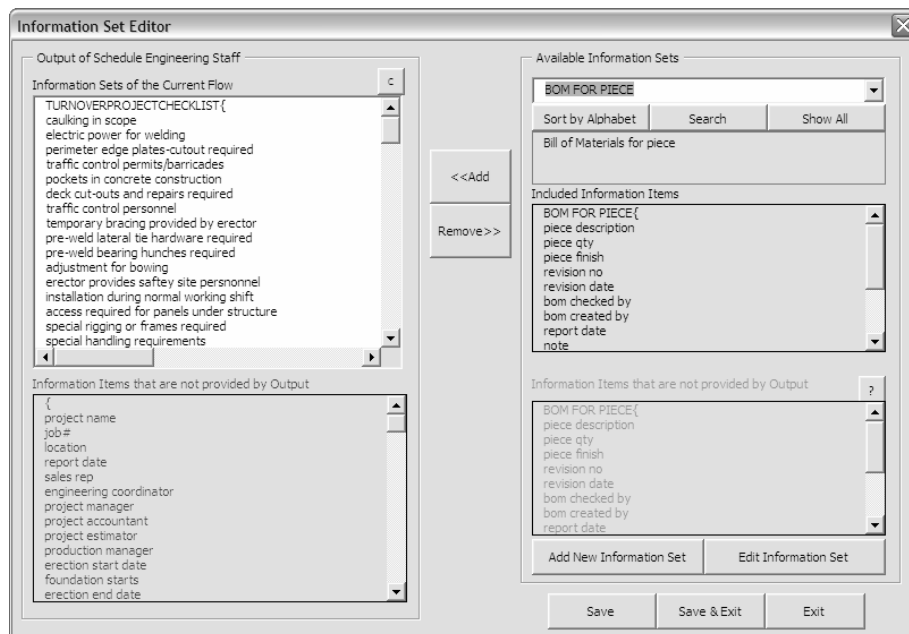 Information Set Editor
Output of Schedule Engineering Staff
Information Sets of the Current Flow
c
TURNOVERPROJECTCHECKLIST{
caulking in scope
electric power for welding
perimeter edge plates-cutout required
traffic control permits/barricades
pockets in concrete construction
deck cut-outs and repairs required
traffic control personnel
temporary bracing provided by erector
pre-weld lateral tie hardware required
pre-weld bearing hunches required
adjustment for bowing
erector provides saftey site persnonnel
installation during normal working shift
access required for panels under structure
special rigging or frames required
special handling requirements
Information Items that are not provided by Output
{
project name
job#
location
report date
sales rep
engineering coordinator
project manager
project accountant
project estimator
production manager
erection start date
foundation starts
erection end date
<<Add
Remove>>
Available Information Sets
BOM FOR PIECE
Sort by Alphabet Search Show All
Bill of Materials for piece
Included Information Items
BOM FOR PIECE{
piece description
piece qty
piece finish
revision no
revision date
bom checked by
bom created by
report date
note
Information Items that are not provided by Output
?
BOM FOR PIECE{
piece description
piece qty
piece finish
revision no
revision date
bom checked by
bom created by
report date
Add New Information Set Edit Information Set
Save Save & Exit Exit